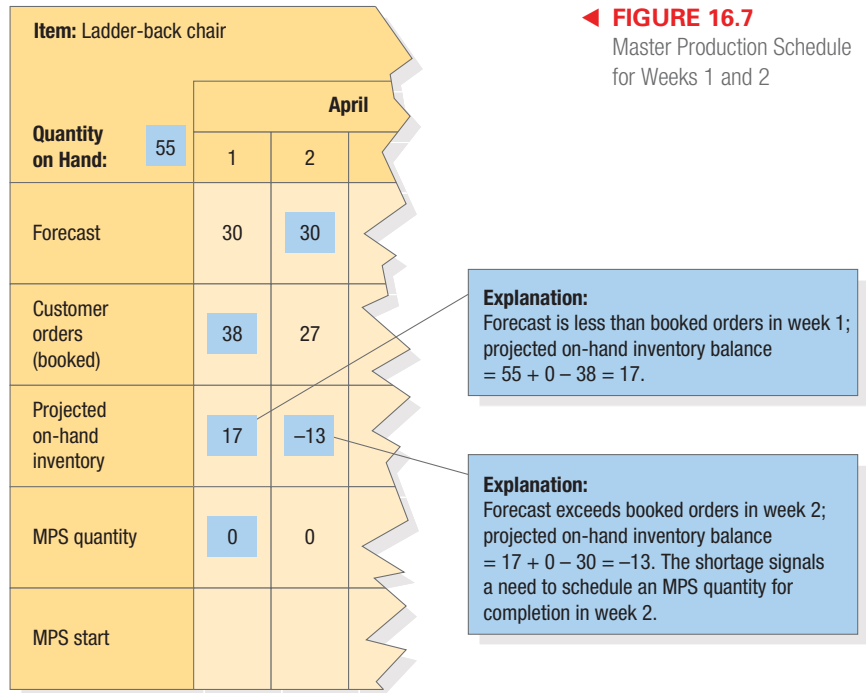 ◄ FIGURE 16.7
Master Production Schedule
for Weeks 1 and 2
Item: Ladder-back chair
April
Quantity
on Hand:
55
1
2
Forecast
30
30
Customer
orders
(booked)
38
27
Projected
on-hand
inventory
17
–13
MPS quantity
0
0
MPS start
Explanation:
Forecast is less than booked orders in week 1;
projected on-hand inventory balance
= 55 + 0 – 38 = 17.
Explanation:
Forecast exceeds booked orders in week 2;
projected on-hand inventory balance
= 17 + 0 – 30 = –13. The shortage signals
a need to schedule an MPS quantity for
completion in week 2.